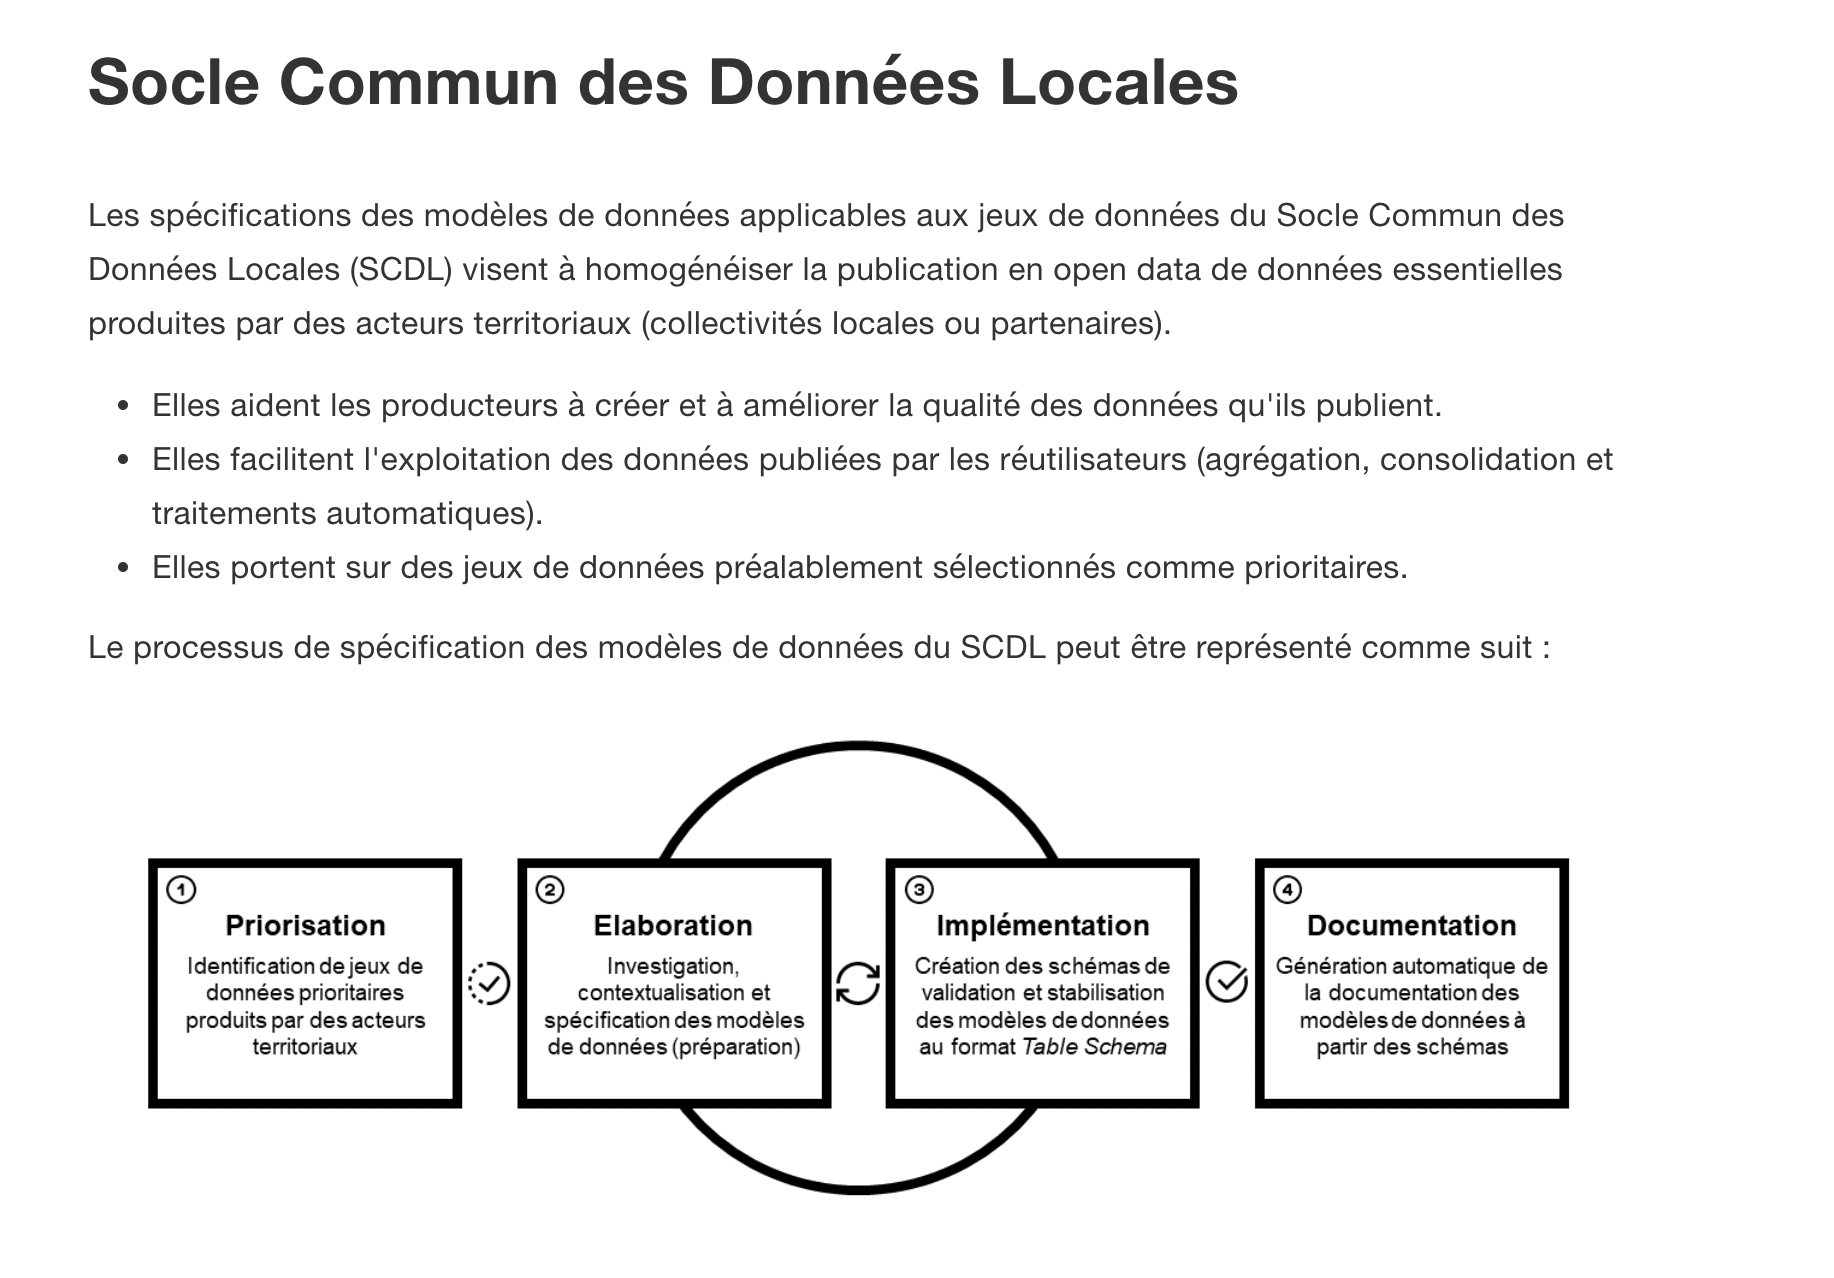 Socle Commun des Données Locales
Les spécifications des modèles de données applicables aux jeux de données du Socle Commun des
Données Locales (SCDL) visent à homogénéiser la publication en open data de données essentielles
produites par des acteurs territoriaux (collectivités locales ou partenaires).
• Elles aident les producteurs à créer et à améliorer la qualité des données qu'ils publient.
• Elles facilitent l'exploitation des données publiées par les réutilisateurs (agrégation, consolidation et
traitements automatiques).
• Elles portent sur des jeux de données préalablement sélectionnés comme prioritaires.
Le processus de spécification des modèles de données du SCDL peut être représenté comme suit :
1
Priorisation
Identification de jeux de
données prioritaires
produits par des acteurs
territoriaux
2
Elaboration
Investigation,
contextualisation et
spécification des modèles
de données (préparation)
3
Implémentation
Création des schémas de
validation et stabilisation
des modèles de données
au format Table Schema
4
Documentation
Génération automatique de
la documentation des
modèles de données à
partir des schémas